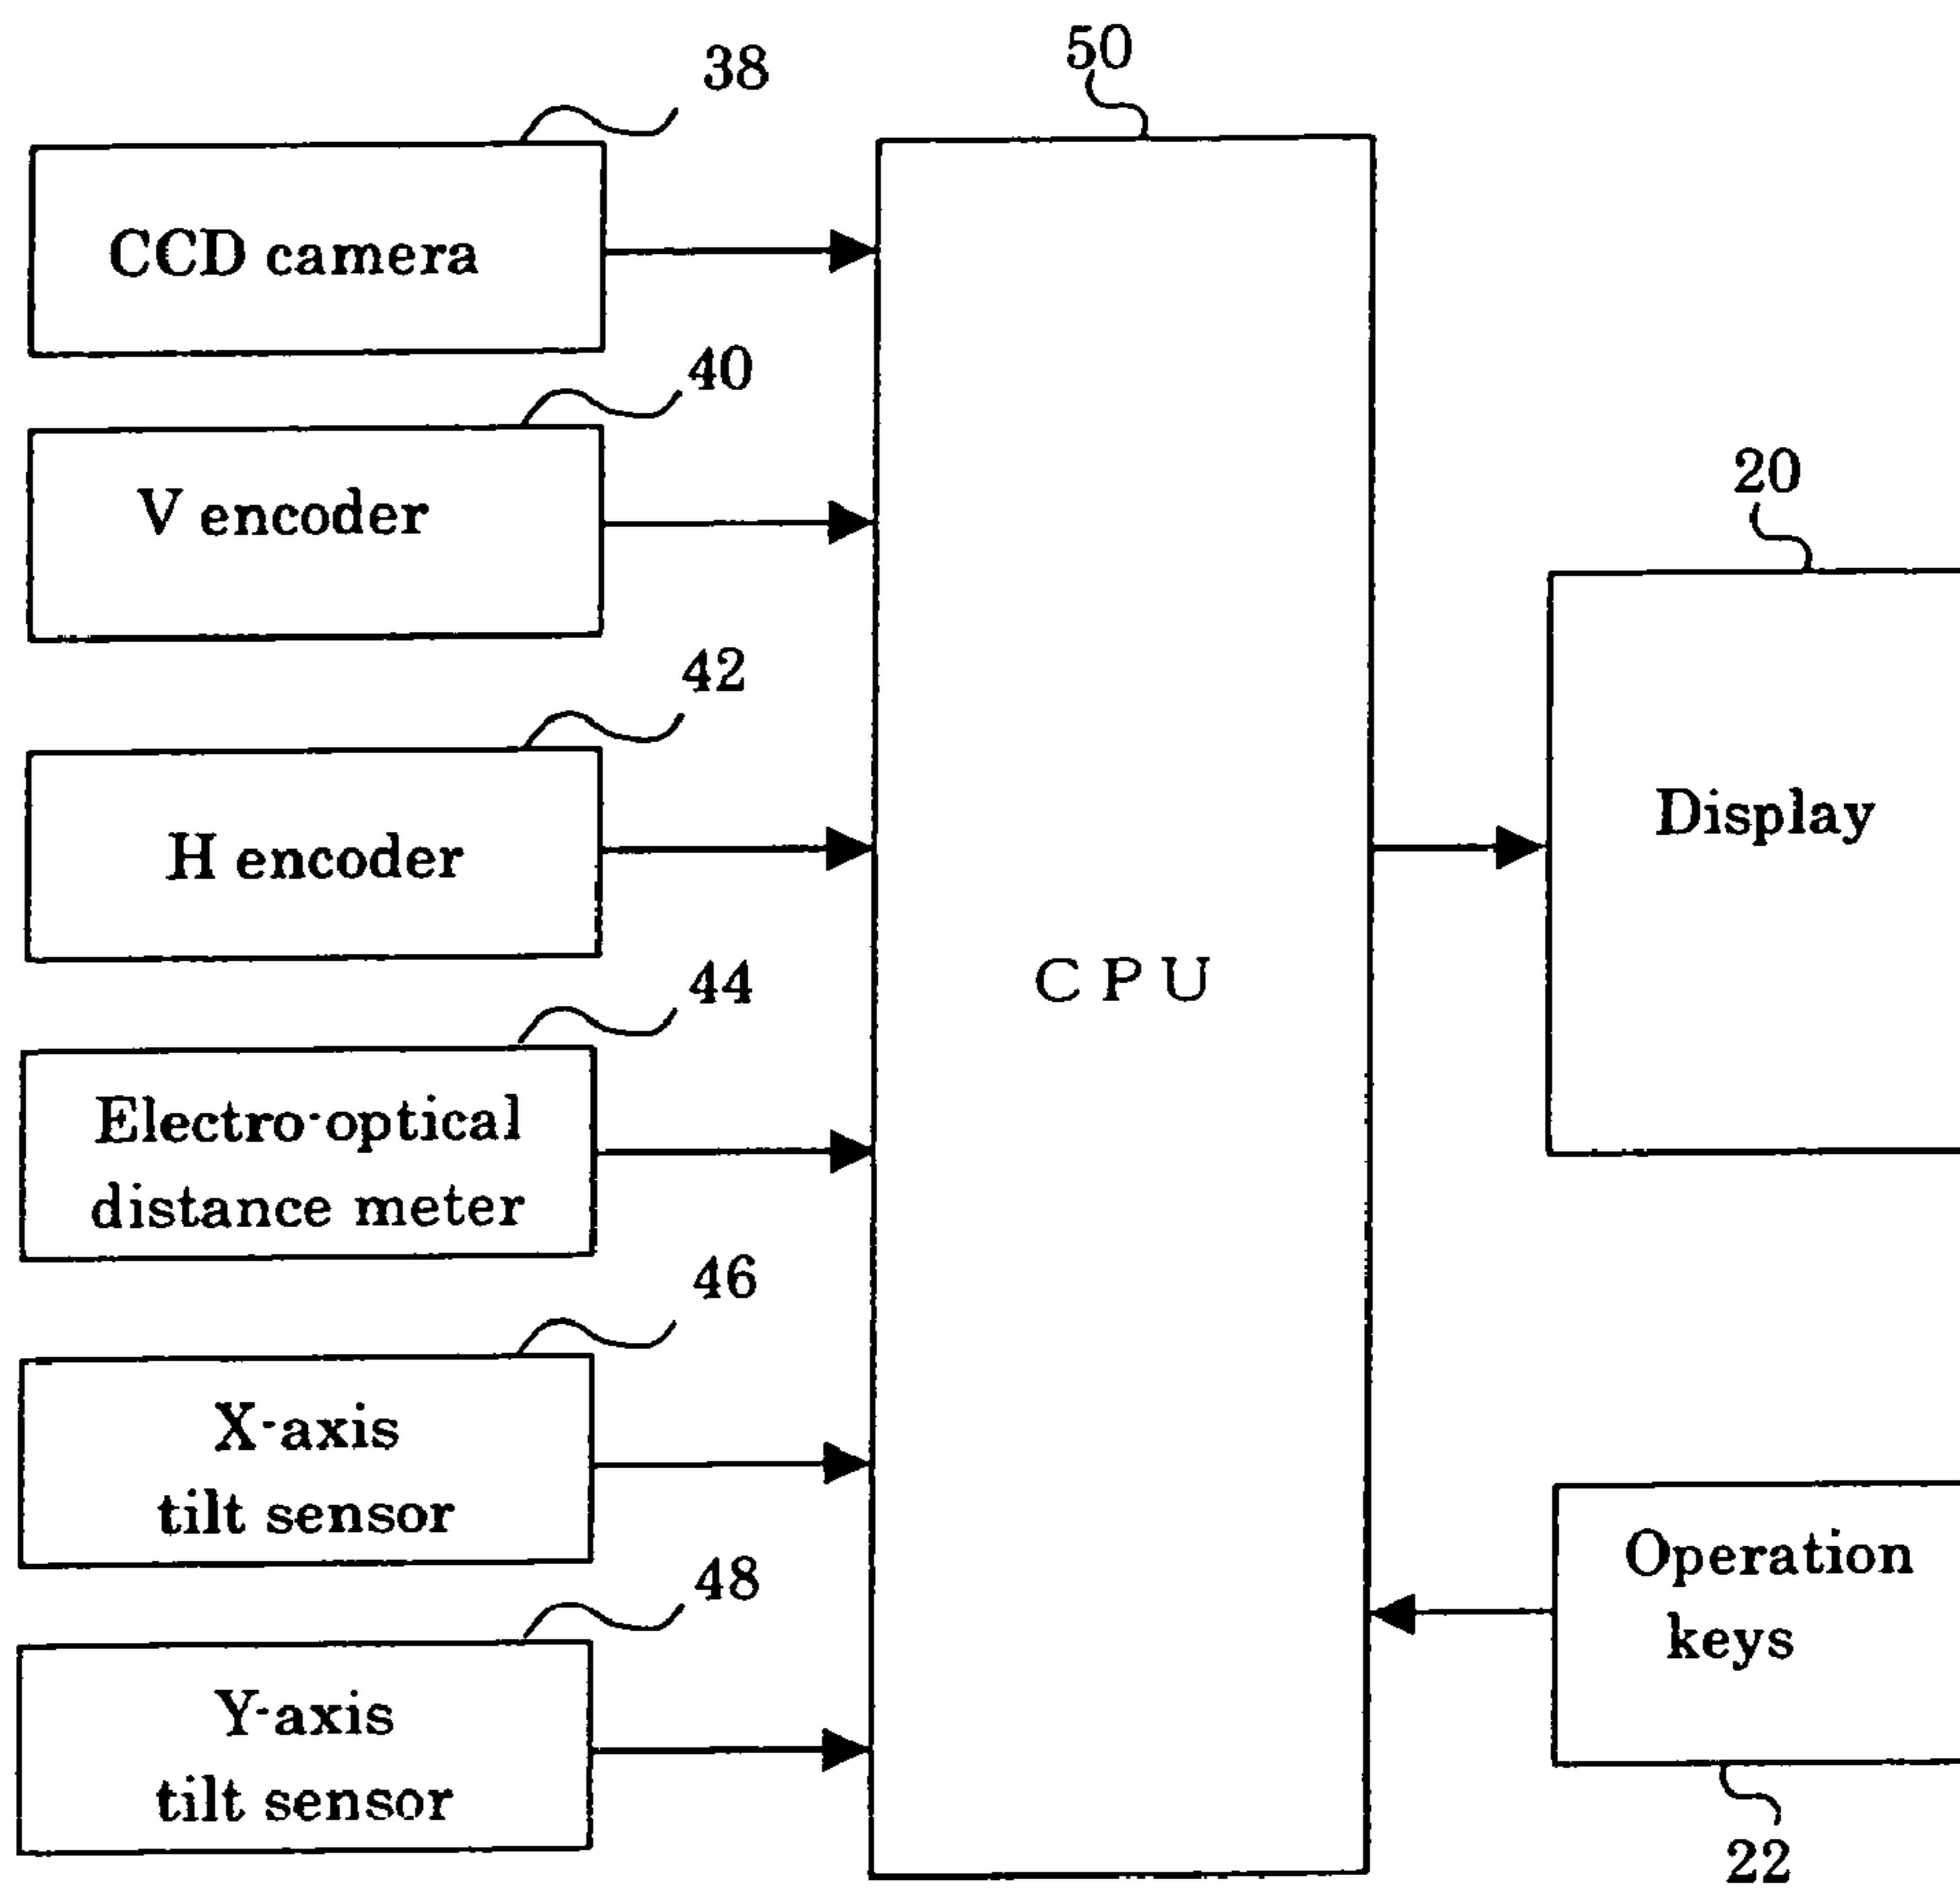 38
50
CCD camera
40
V encoder
20
42
H encoder
Display
CPU
44
Electro-optical
distance meter
46
X-axis
tilt sensor
Operation
keys
48
Y-axis
tilt sensor
22